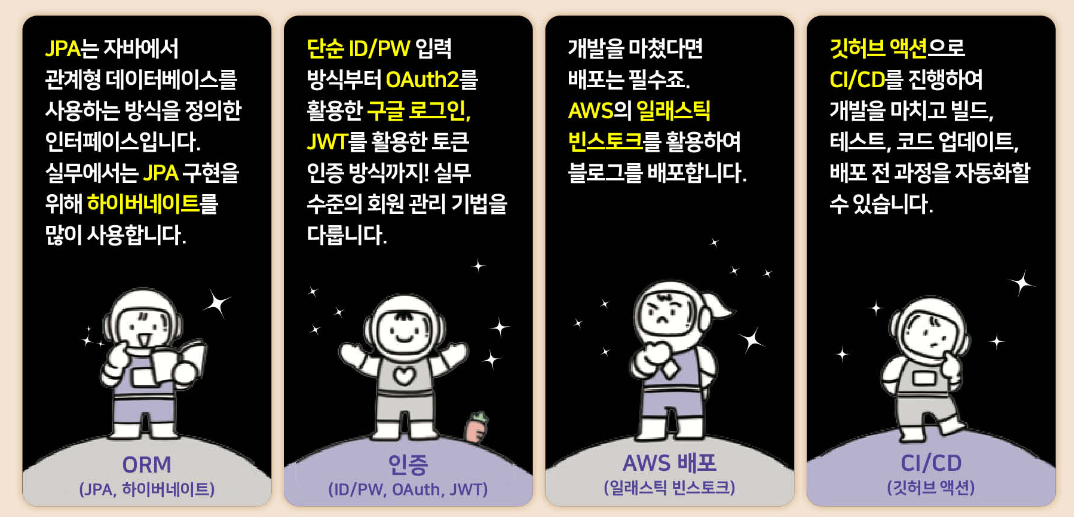 JPA는 자바에서
관계형 데이터베이스를
사용하는 방식을 정의한
인터페이스입니다.
실무에서는 JPA 구현을
위해 하이버네이트를
많이 사용합니다.
ORM
(JPA, 하이버네이트)
단순 ID/PW 입력
방식부터 OAuth2를
활용한 구글 로그인,
JWT를 활용한 토큰
인증 방식까지! 실무
수준의 회원 관리 기법을
다룹니다.
인증
(ID/PW, OAuth, JWT)
개발을 마쳤다면
배포는 필수죠.
AWS의 일래스틱
빈스토크를 활용하여
블로그를 배포합니다.
AWS 배포
(일래스틱 빈스토크)
깃허브 액션으로
CI/CD를 진행하여
개발을 마치고 빌드,
테스트, 코드 업데이트,
배포 전 과정을 자동화할
수 있습니다.
CI/CD
(깃허브 액션)